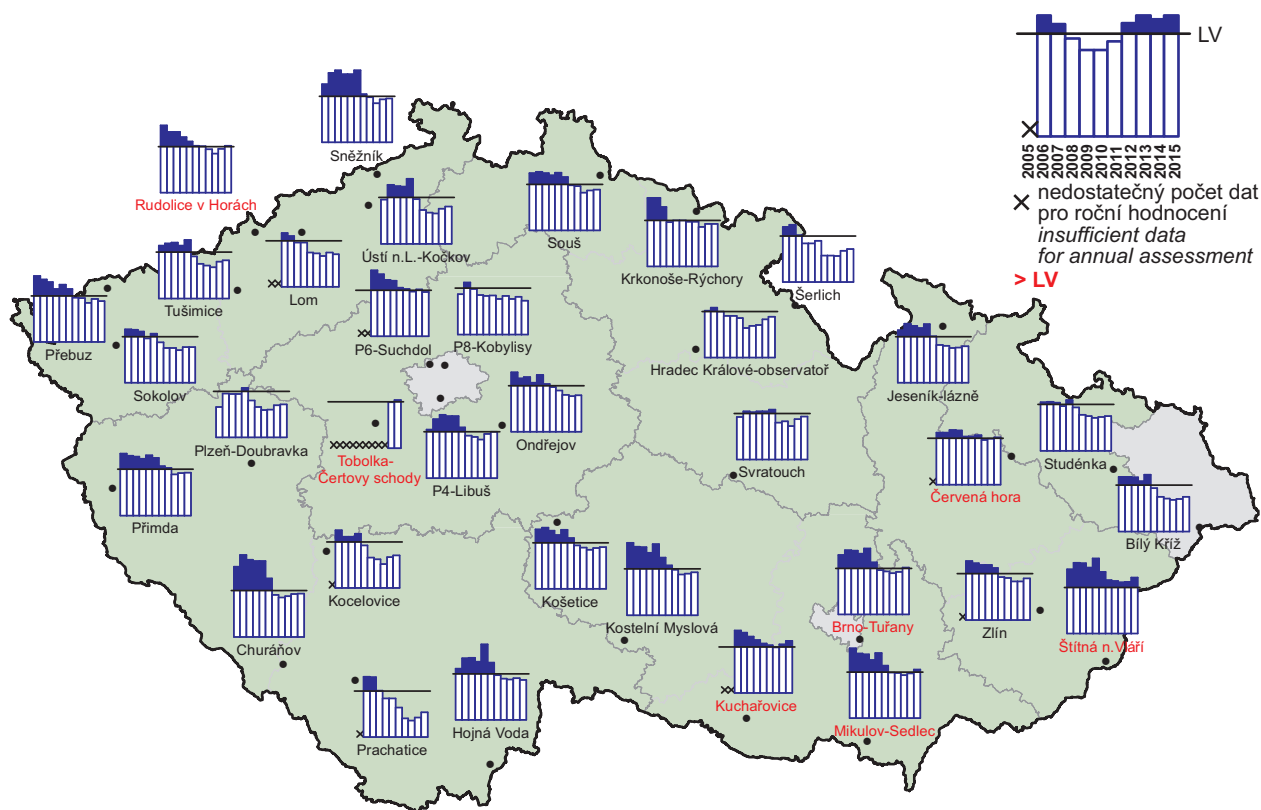 LV
2005
2006
2007
2008
2009
2010
2011
2012
2013
2014
2015
× nedostatečný počet dat
pro roční hodnocení
insufficient data
for annual assessment
> LV
Sněžník
Rudolice v Horách
Ústí n.L.-Kočkov
Souš
Krkonoše-Rýchory
Šerlich
Tušimice
Lom
Přebuz
P6-Suchdol
P8-Kobylisy
Hradec Králové-observatoř
Jeseník-lázně
Sokolov
Plzeň-Doubravka
Ondřejov
Studénka
Tobolka-
Čertovy schody
P4-Libuš
Svratouch
Červená hora
Přimda
Bílý Kříž
Kocelovice
Košetice
Kostelní Myslová
Brno-Tuřany
Zlín
Štítná n.Vláří
Churáňov
Kuchařovice
Prachatice
Hojná Voda
Mikulov-Sedlec